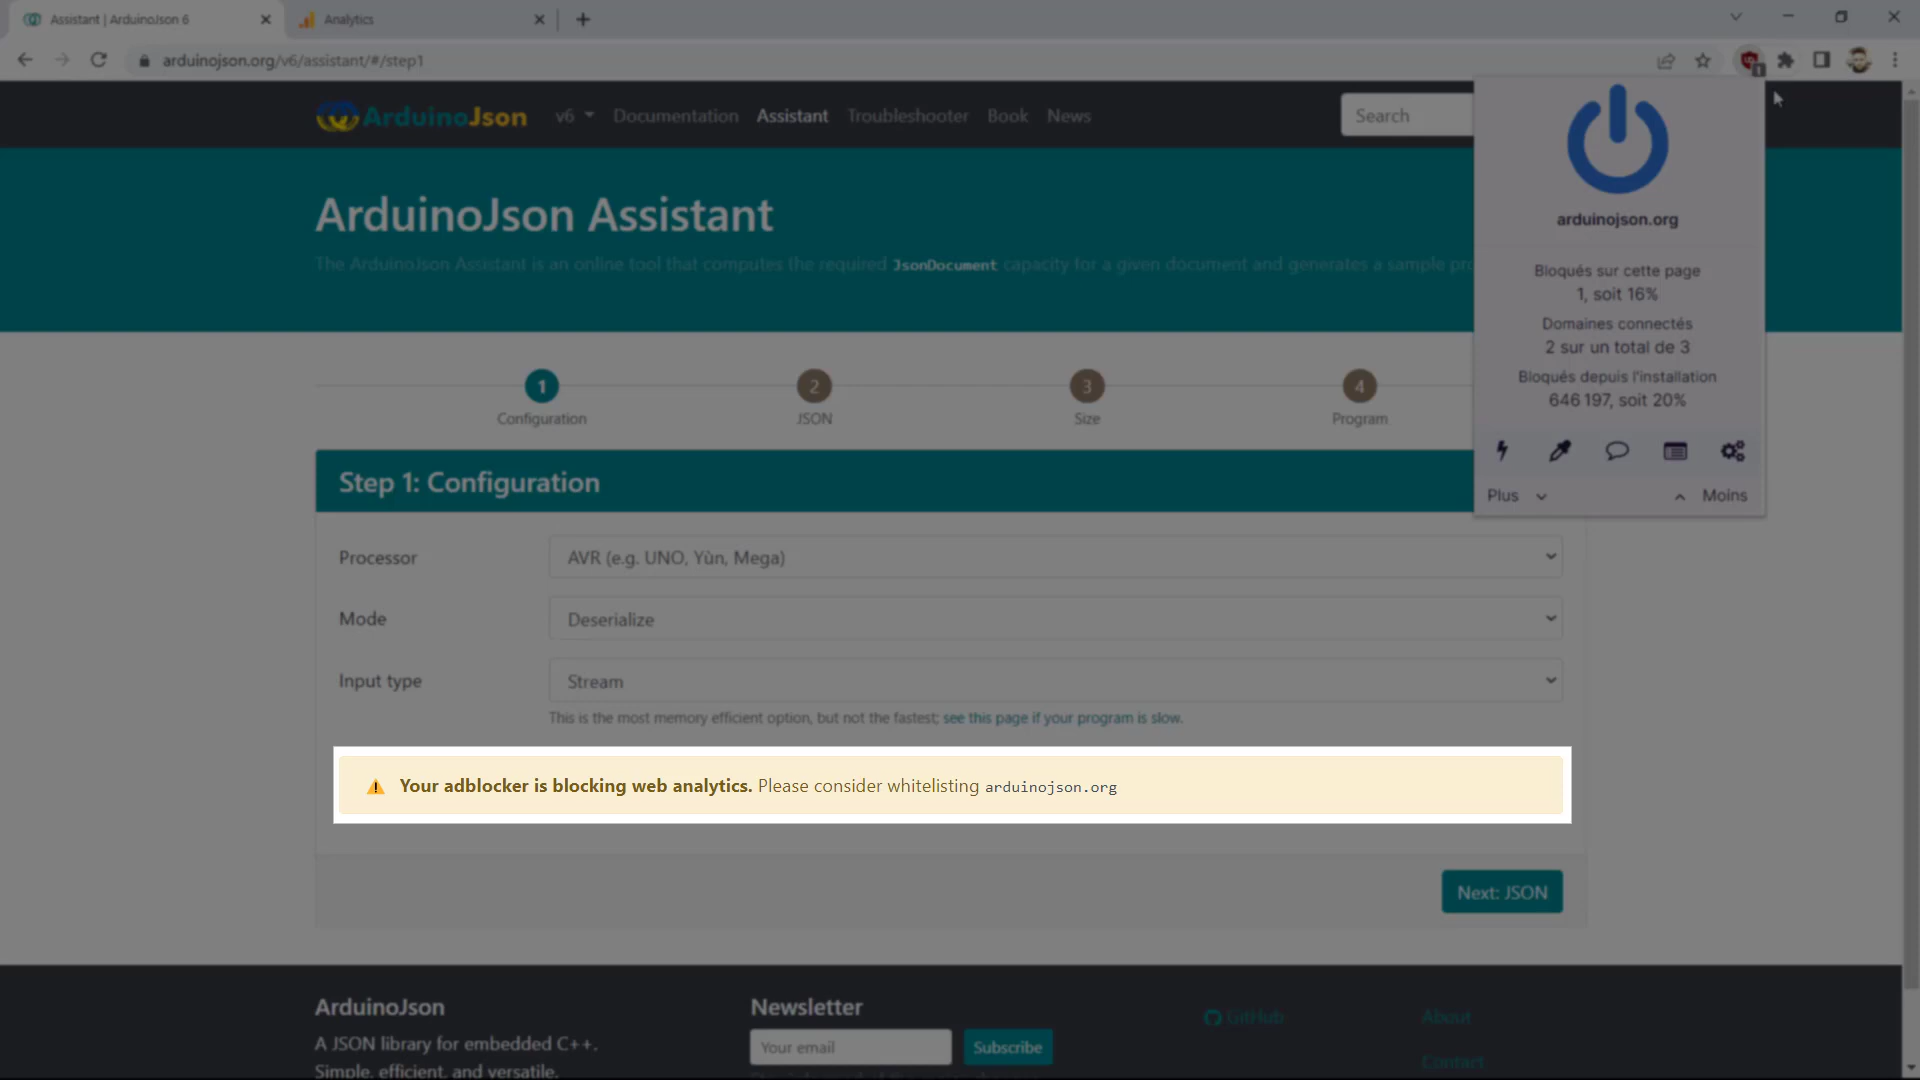 Assistant | ArduinoJson 6
Analytics
arduinojson.org/v6/assistant/#/step1
1
ArduinoJson
v6
Documentation
Assistant
Troubleshooter
Book
News
Search
ArduinoJson Assistant
The ArduinoJson Assistant is an online tool that computes the required JsonDocument capacity for a given document and generates a sample
arduinojson.org
Bloqués sur cette page
1, soit 16%
Domaines connectés
2 sur un total de 3
Bloqués depuis l'installation
646 197, soit 20%
Plus
Moins
1
2
3
4
Configuration
JSON
Size
Program
Step 1: Configuration
Processor
AVR (e.g. UNO, Yùn, Mega)
Mode
Deserialize
Input type
Stream
This is the most memory efficient option, but not the fastest; see this page if your program is slow.
Your adblocker is blocking web analytics. Please consider whitelisting arduinojson.org
Next: JSON
ArduinoJson
A JSON library for embedded C++.
Simple, efficient, and versatile.
Newsletter
Your email
Subscribe
GitHub
About
Contact